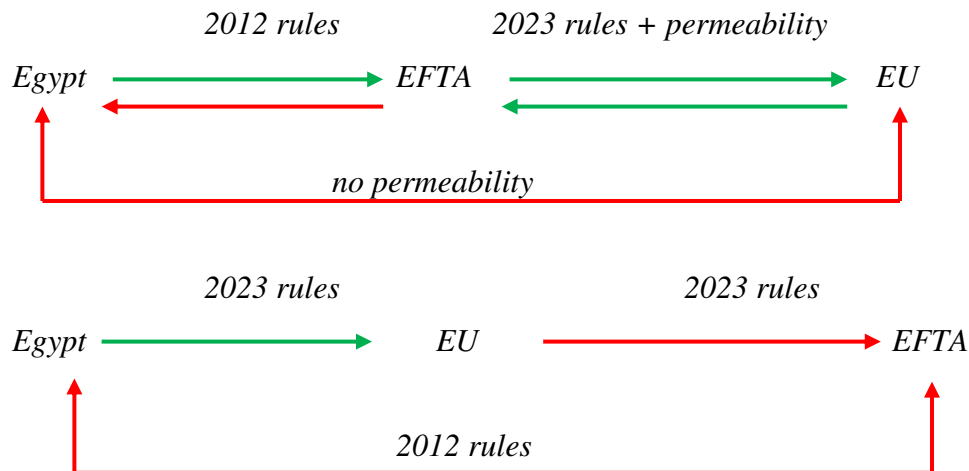 2012 rules 2023 rules + permeability
Egypt EFTA EU
no permeability
2023 rules 2023 rules
Egypt EU EFTA
2012 rules